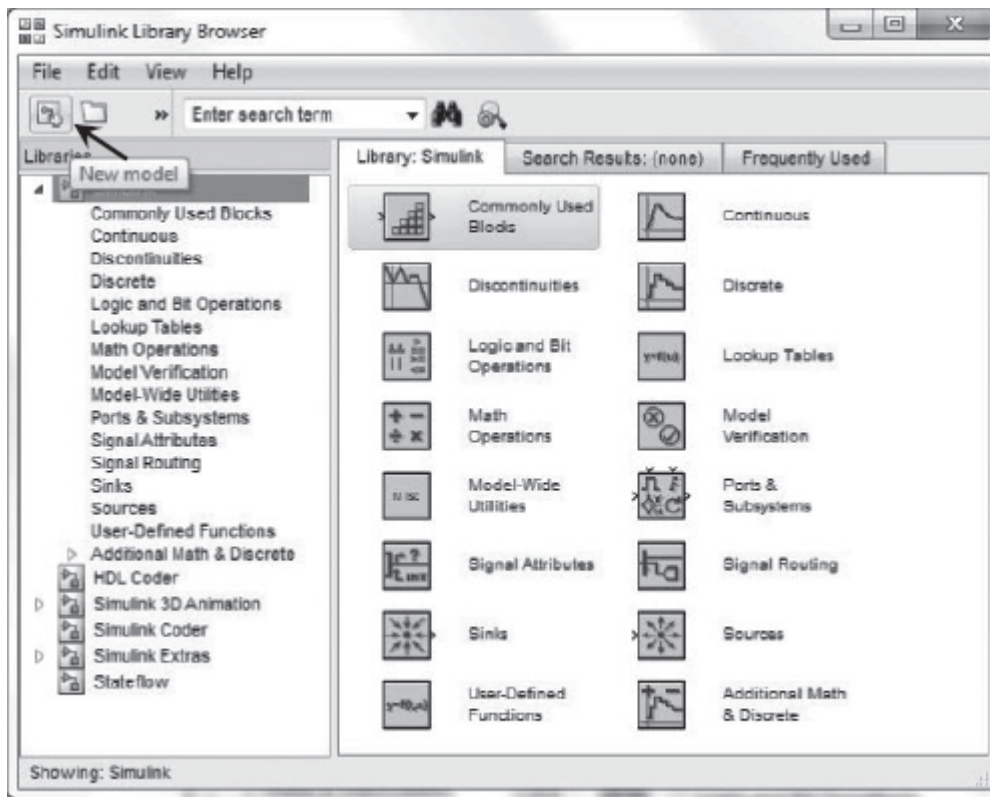 Simulink Library Browser
File Edit View Help
» Enter search term
Libraries
New model
Commonly Used Blocks
Continuous
Discontinuities
Discrete
Logic and Bit Operations
Lookup Tables
Math Operations
Model Verification
Model-Wide Utilities
Ports & Subsystems
Signal Attributes
Signal Routing
Sinks
Sources
User-Defined Functions
Additional Math & Discrete
HDL Coder
Simulink 3D Animation
Simulink Coder
Simulink Extras
Stateflow
Library: Simulink Search Results: (none) Frequently Used
Commonly Used
Blocks
Continuous
Discontinuities
Discrete
Logic and Bit
Operations
Lookup Tables
Math
Operations
Model
Verification
Model-Wide
Utilities
Ports &
Subsystems
Signal Attributes
Signal Routing
Sinks
Sources
User-Defined
Functions
Additional Math
& Discrete
Showing: Simulink